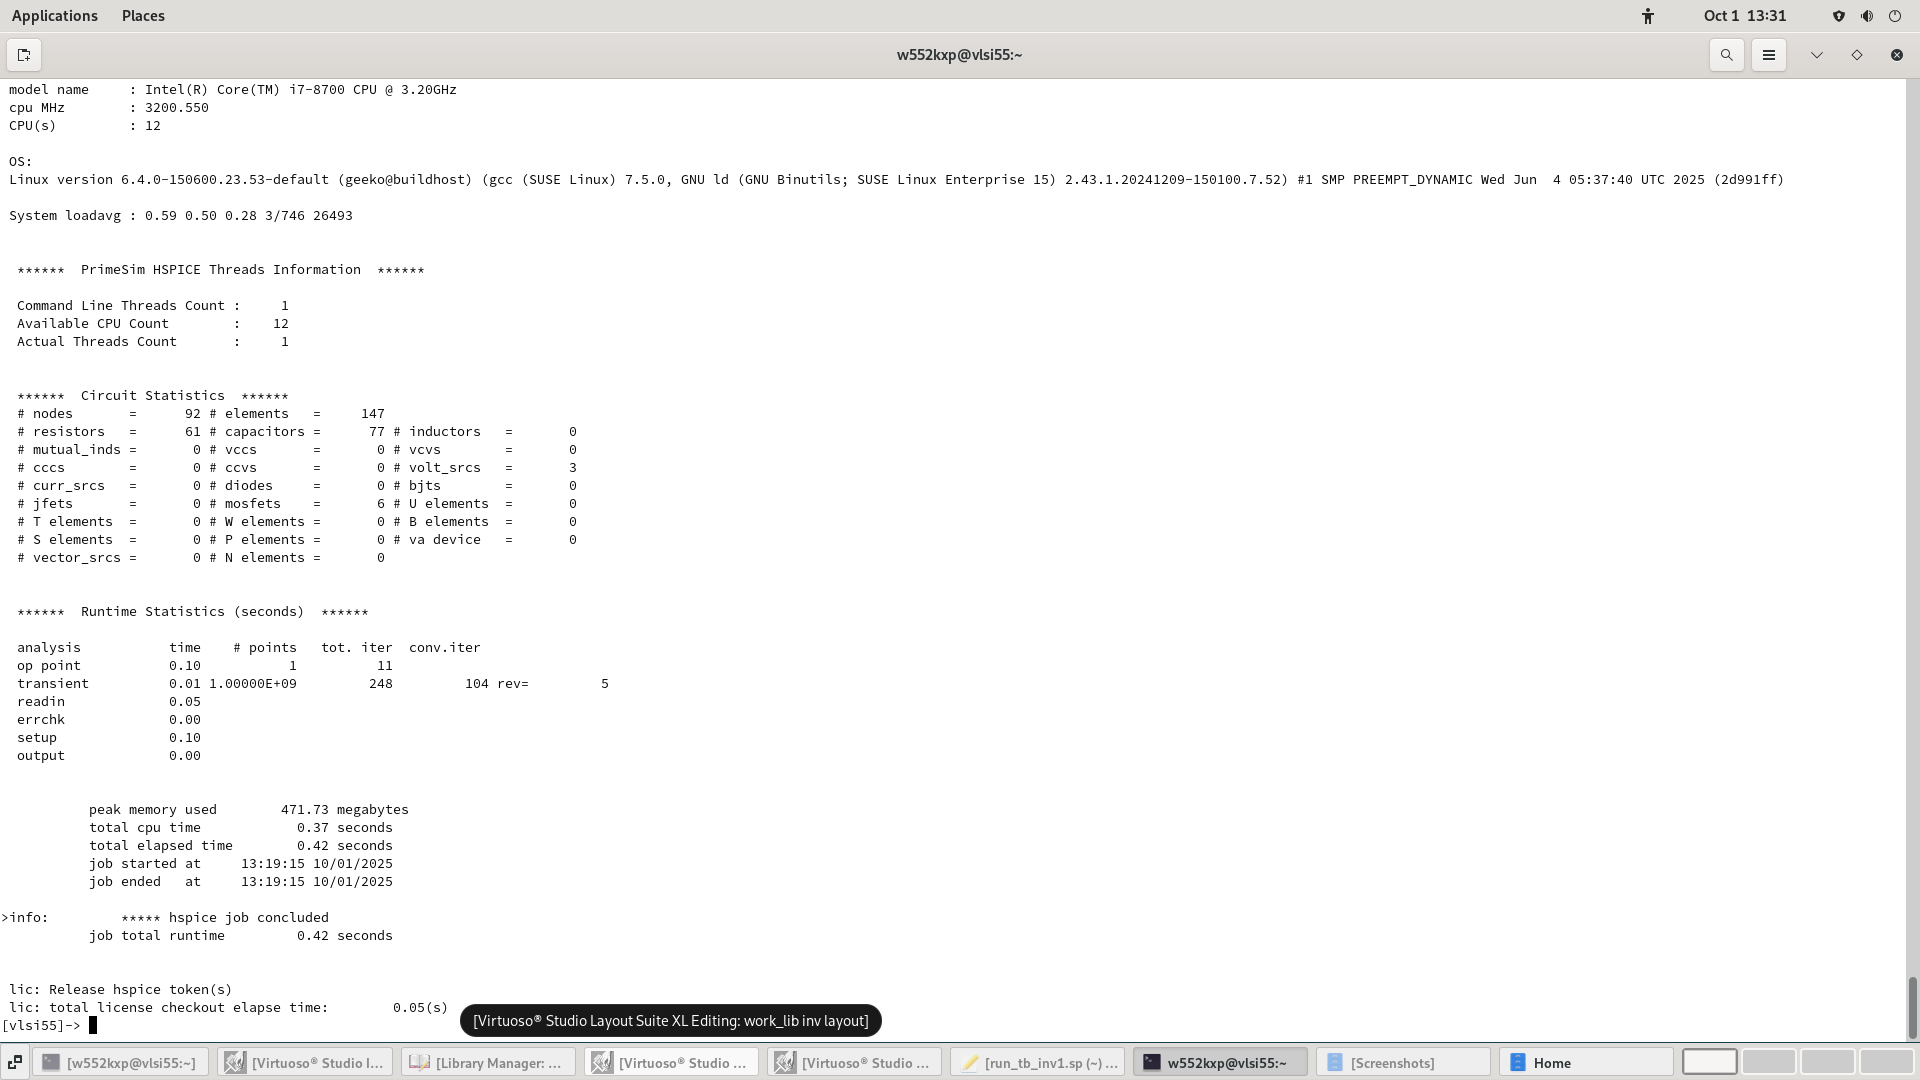 Applications Places Oct 1 13:31
w552kxp@vlsi55:~
model name     : Intel(R) Core(TM) i7-8700 CPU @ 3.20GHz
cpu MHz        : 3200.550
CPU(s)         : 12
OS:
Linux version 6.4.0-150600.23.53-default (geeko@buildhost) (gcc (SUSE Linux) 7.5.0, GNU ld (GNU Binutils; SUSE Linux Enterprise 15) 2.43.1.20241209-150100.7.52) #1 SMP PREEMPT_DYNAMIC Wed Jun  4 05:37:40 UTC 2025 (2d991ff)
System loadavg : 0.59 0.50 0.28 3/746 26493
******  PrimeSim HSPICE Threads Information  ******
Command Line Threads Count :     1
Available CPU Count        :    12
Actual Threads Count       :     1
******  Circuit Statistics  ******
# nodes       =      92 # elements   =     147
# resistors   =      61 # capacitors =      77 # inductors   =       0
# mutual_inds =       0 # vccs       =       0 # vcvs        =       0
# cccs        =       0 # ccvs       =       0 # volt_srcs   =       3
# curr_srcs   =       0 # diodes     =       0 # bjts        =       0
# jfets       =       0 # mosfets    =       6 # U elements  =       0
# T elements  =       0 # W elements =       0 # B elements  =       0
# S elements  =       0 # P elements =       0 # va device   =       0
# vector_srcs =       0 # N elements =       0
******  Runtime Statistics (seconds)  ******
analysis           time    # points   tot. iter  conv.iter
op point           0.10           1          11
transient          0.01 1.00000E+09         248         104 rev=         5
readin             0.05
errchk             0.00
setup              0.10
output             0.00
peak memory used        471.73 megabytes
total cpu time            0.37 seconds
total elapsed time        0.42 seconds
job started at     13:19:15 10/01/2025
job ended   at     13:19:15 10/01/2025
>info:         ***** hspice job concluded
job total runtime         0.42 seconds
lic: Release hspice token(s)
lic: total license checkout elapse time:        0.05(s)
[vlsi55]->
[Virtuoso® Studio Layout Suite XL Editing: work_lib inv layout]
[w552kxp@vlsi55:~] [Virtuoso® Studio I... [Library Manager: ... [Virtuoso® Studio ... [Virtuoso® Studio ... [run_tb_inv1.sp (~) ... w552kxp@vlsi55:~ [Screenshots] Home